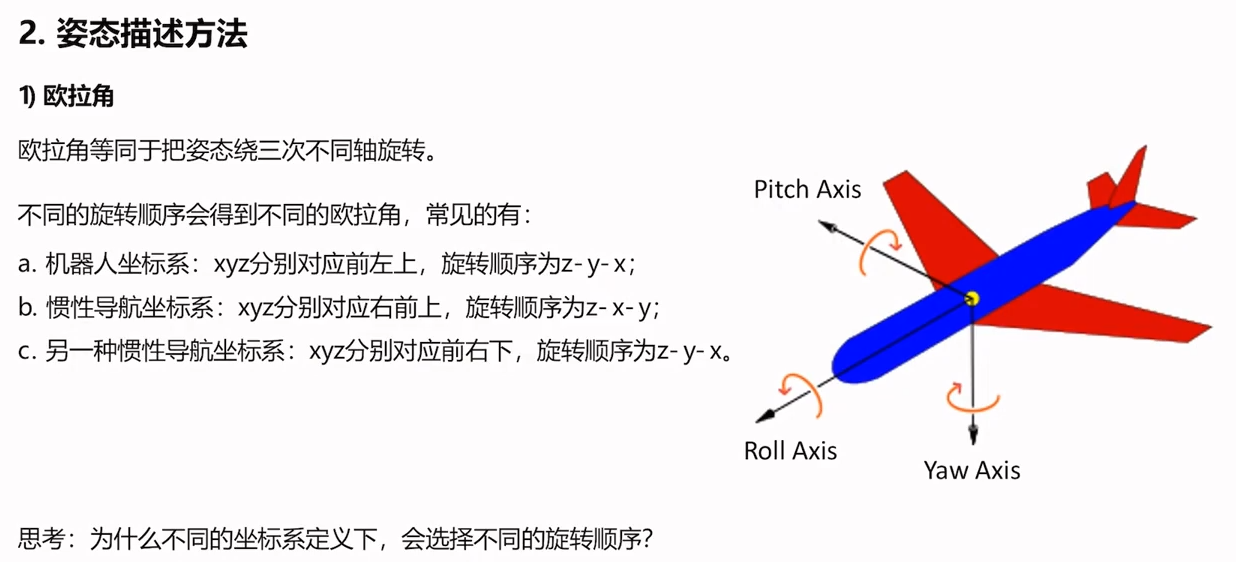 2. 姿态描述方法
1) 欧拉角
欧拉角等同于把姿态绕三次不同轴旋转。
不同的旋转顺序会得到不同的欧拉角，常见的有：
a. 机器人坐标系：xyz分别对应前左上，旋转顺序为z-y-x；
b. 惯性导航坐标系：xyz分别对应右前上，旋转顺序为z-x-y；
c. 另一种惯性导航坐标系：xyz分别对应前右下，旋转顺序为z-y-x。
Pitch Axis
Roll Axis
Yaw Axis
思考：为什么不同的坐标系定义下，会选择不同的旋转顺序？